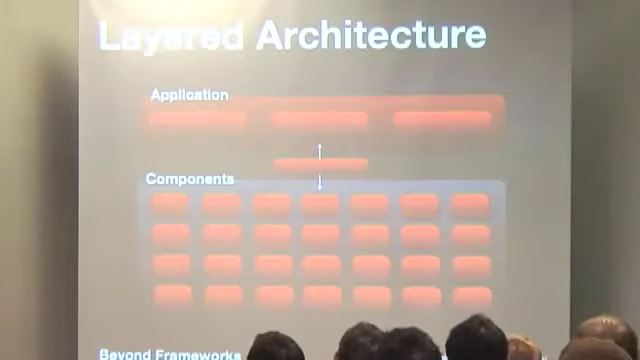 Layered Architecture
Application
Components
Beyond Frameworks